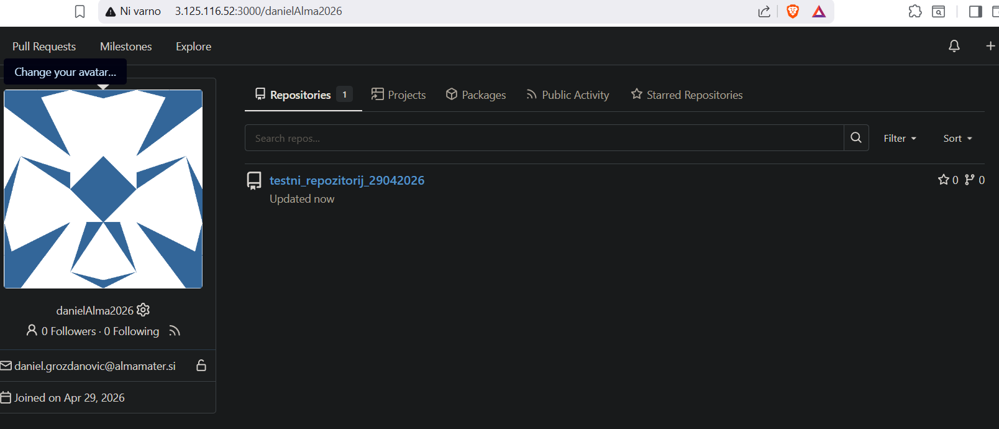 Ni varno 3.125.116.52:3000/danielAlma2026
Pull Requests Milestones Explore
Change your avatar...
Repositories 1 Projects Packages Public Activity Starred Repositories
Search repos...
Filter Sort
testni_repozitorij_29042026
0 0
Updated now
danielAlma2026
0 Followers · 0 Following
daniel.grozdanovic@almamater.si
Joined on Apr 29, 2026